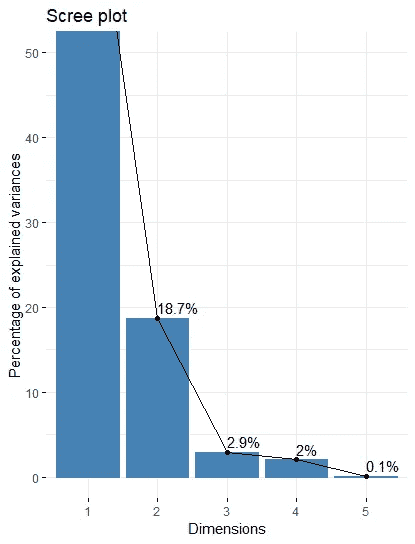 Scree plot
50
40
30
20
10
0
18.7%
2.9%
2%
0.1%
1 2 3 4 5
Dimensions
Percentage of explained variances